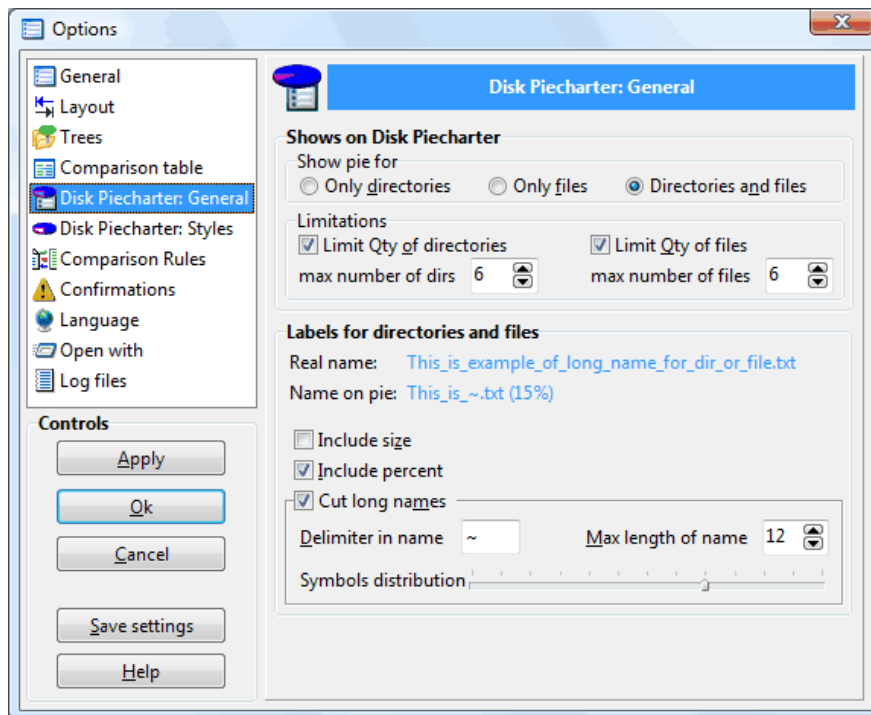 Options
General
Layout
Trees
Comparison table
Disk Piecharter: General
Disk Piecharter: Styles
Comparison Rules
Confirmations
Language
Open with
Log files
Controls
Apply
Ok
Cancel
Save settings
Help
Disk Piecharter: General
Shows on Disk Piecharter
Show pie for
Only directories Only files Directories and files
Limitations
Limit Qty of directories Limit Qty of files
max number of dirs 6 max number of files 6
Labels for directories and files
Real name: This_is_example_of_long_name_for_dir_or_file.txt
Name on pie: This_is_~.txt (15%)
Include size
Include percent
Cut long names
Delimiter in name ~ Max length of name 12
Symbols distribution